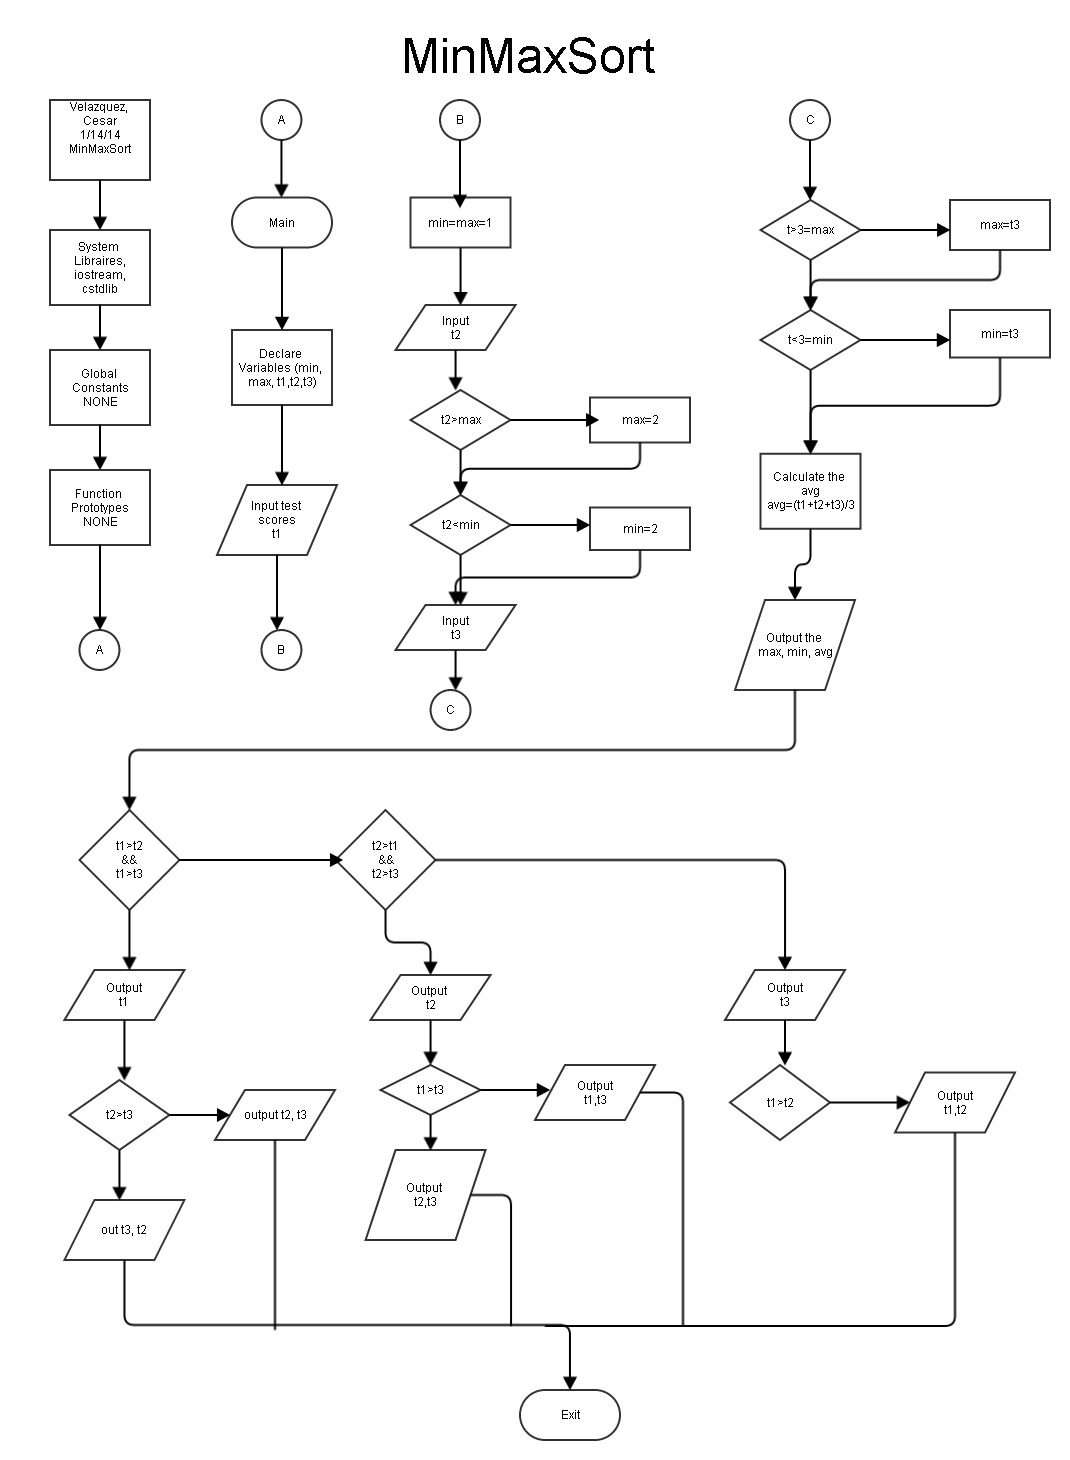 MinMaxSort
Velazquez,
Cesar
1/14/14
MinMaxSort
System
Libraires,
iostream,
cstdlib
Global
Constants
NONE
Function
Prototypes
NONE
A
A
Main
Declare
Variables (min,
max, t1,t2,t3)
Input test
scores
t1
B
B
min=max=1
Input
t2
t2>max
max=2
t2<min
min=2
Input
t3
C
C
t>3=max
max=t3
t<3=min
min=t3
Calculate the
avg
avg=(t1+t2+t3)/3
Output the
max, min, avg
t1>t2
&&
t1>t3
t2>t1
&&
t2>t3
Output
t1
Output
t2
Output
t3
t2>t3
output t2, t3
out t3, t2
t1>t3
Output
t1,t3
Output
t2,t3
t1>t2
Output
t1,t2
Exit